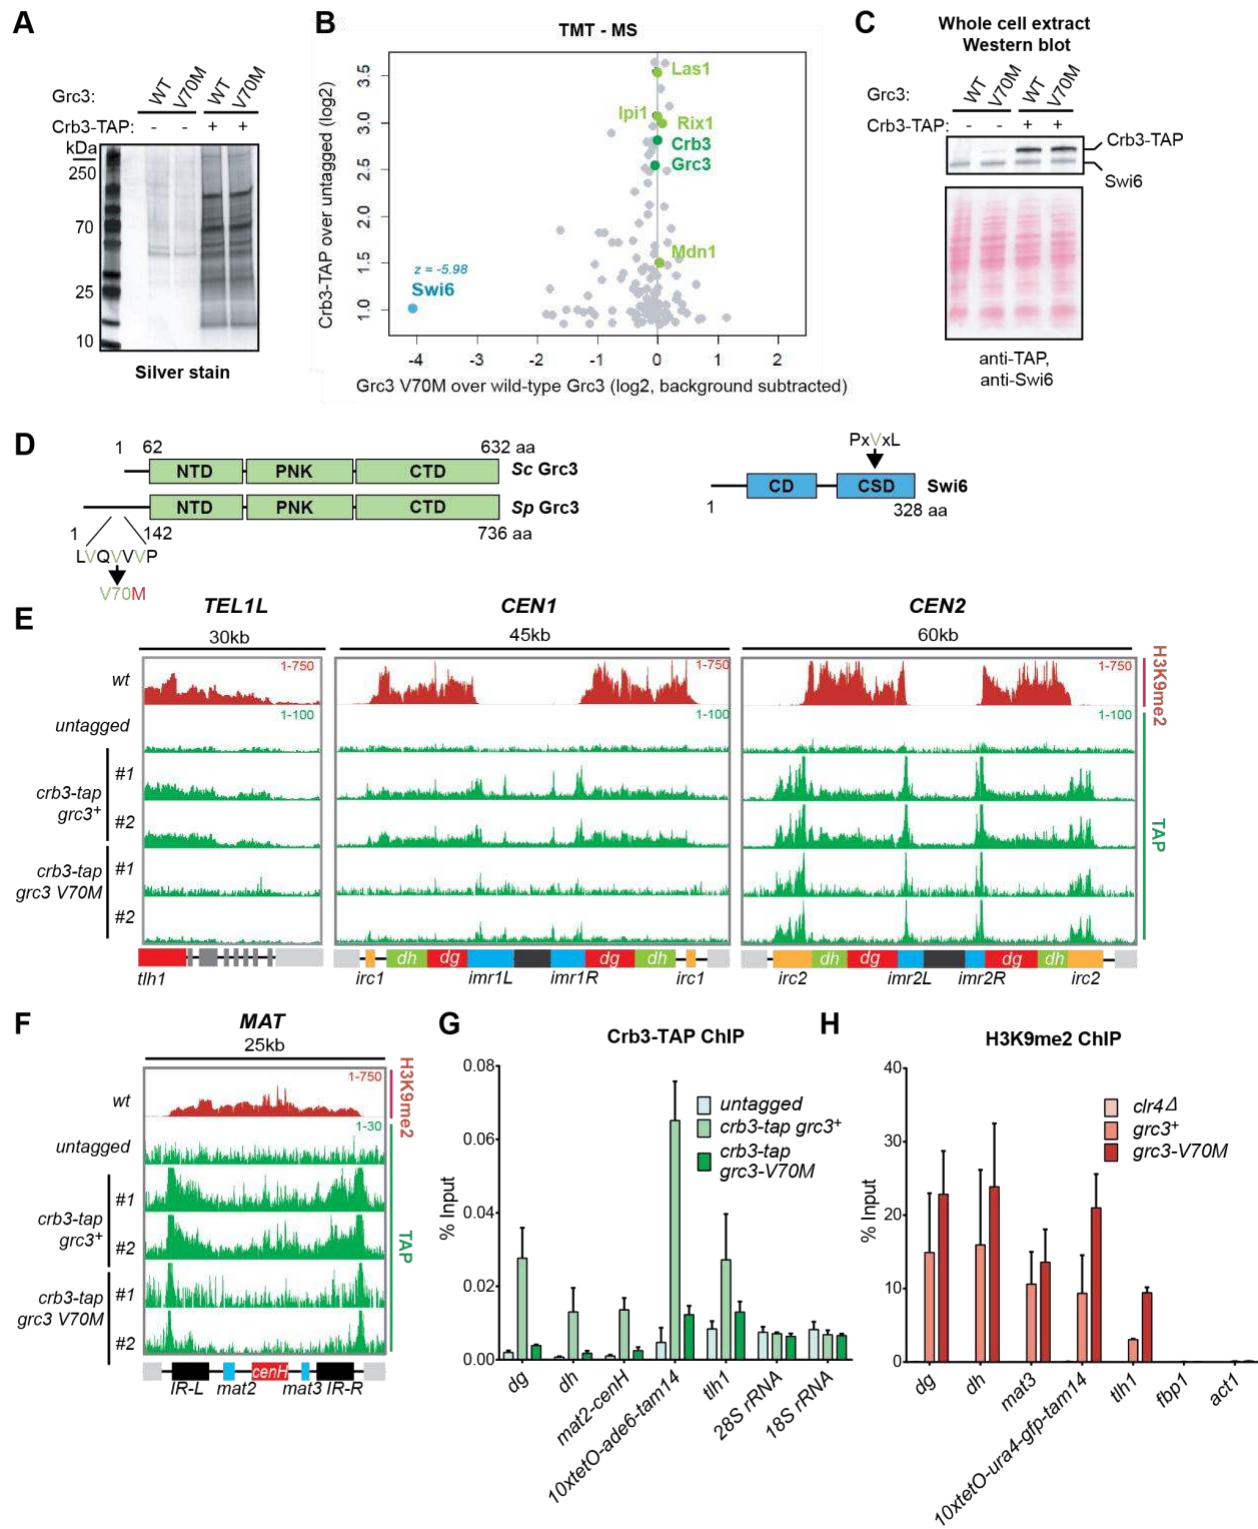 A
Grc3:
WT
V70M
WT
V70M
Crb3-TAP:
- - + +
kDa
250
70
25
10
Silver stain
B
TMT - MS
Crb3-TAP over untagged (log2)
3.5
3.0
2.5
2.0
1.5
1.0
Las1
Ipi1
Rix1
Crb3
Grc3
Mdn1
z = -5.98
Swi6
-4 -3 -2 -1 0 1 2
Grc3 V70M over wild-type Grc3 (log2, background subtracted)
C
Whole cell extract
Western blot
Grc3:
WT
V70M
WT
V70M
Crb3-TAP:
- - + +
Crb3-TAP
Swi6
anti-TAP,
anti-Swi6
D
1 62 632 aa
NTD PNK CTD Sc Grc3
NTD PNK CTD Sp Grc3
1 142 736 aa
LVQVVVP
V70M
PxVxL
CD CSD Swi6
1 328 aa
E
TEL1L
30kb
CEN1
45kb
CEN2
60kb
wt
1-750
1-750
1-750
H3K9me2
untagged
1-100
1-100
1-100
crb3-tap
grc3+
#1
#2
crb3-tap
grc3 V70M
#1
#2
TAP
tlh1
dh dg dg dh
irc1 imr1L imr1R irc1
dh dg dg dh
irc2 imr2L imr2R irc2
F
MAT
25kb
wt
1-750
H3K9me2
untagged
1-30
crb3-tap
grc3+
#1
#2
crb3-tap
grc3 V70M
#1
#2
TAP
cenH
IR-L mat2 mat3 IR-R
G
Crb3-TAP ChIP
% Input
0.08
0.06
0.04
0.02
0.00
untagged
crb3-tap grc3+
crb3-tap
grc3-V70M
dg
dh
mat2-cenH
10xtetO-ade6-tam14
tlh1
28S rRNA
18S rRNA
H
H3K9me2 ChIP
% Input
40
30
20
10
0
clr4Δ
grc3+
grc3-V70M
dg
dh
mat3
10xtetO-ura4-gfp-tam14
tlh1
fbp1
act1